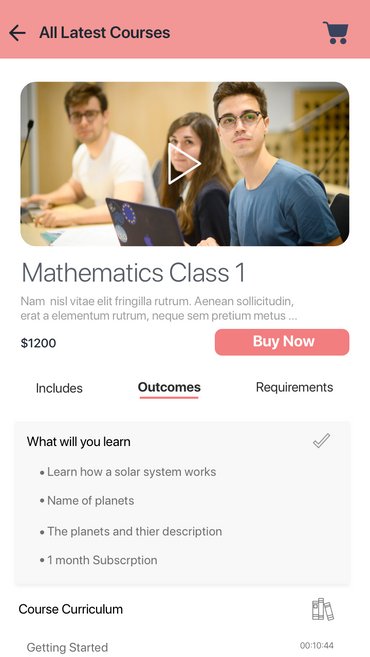 All Latest Courses
Mathematics Class 1
Nam nisl vitae elit fringilla rutrum. Aenean sollicitudin,
erat a elementum rutrum, neque sem pretium metus ...
$1200
Buy Now
Includes
Outcomes
Requirements
What will you learn
• Learn how a solar system works
• Name of planets
• The planets and thier description
• 1 month Subscrption
Course Curriculum
Getting Started
00:10:44